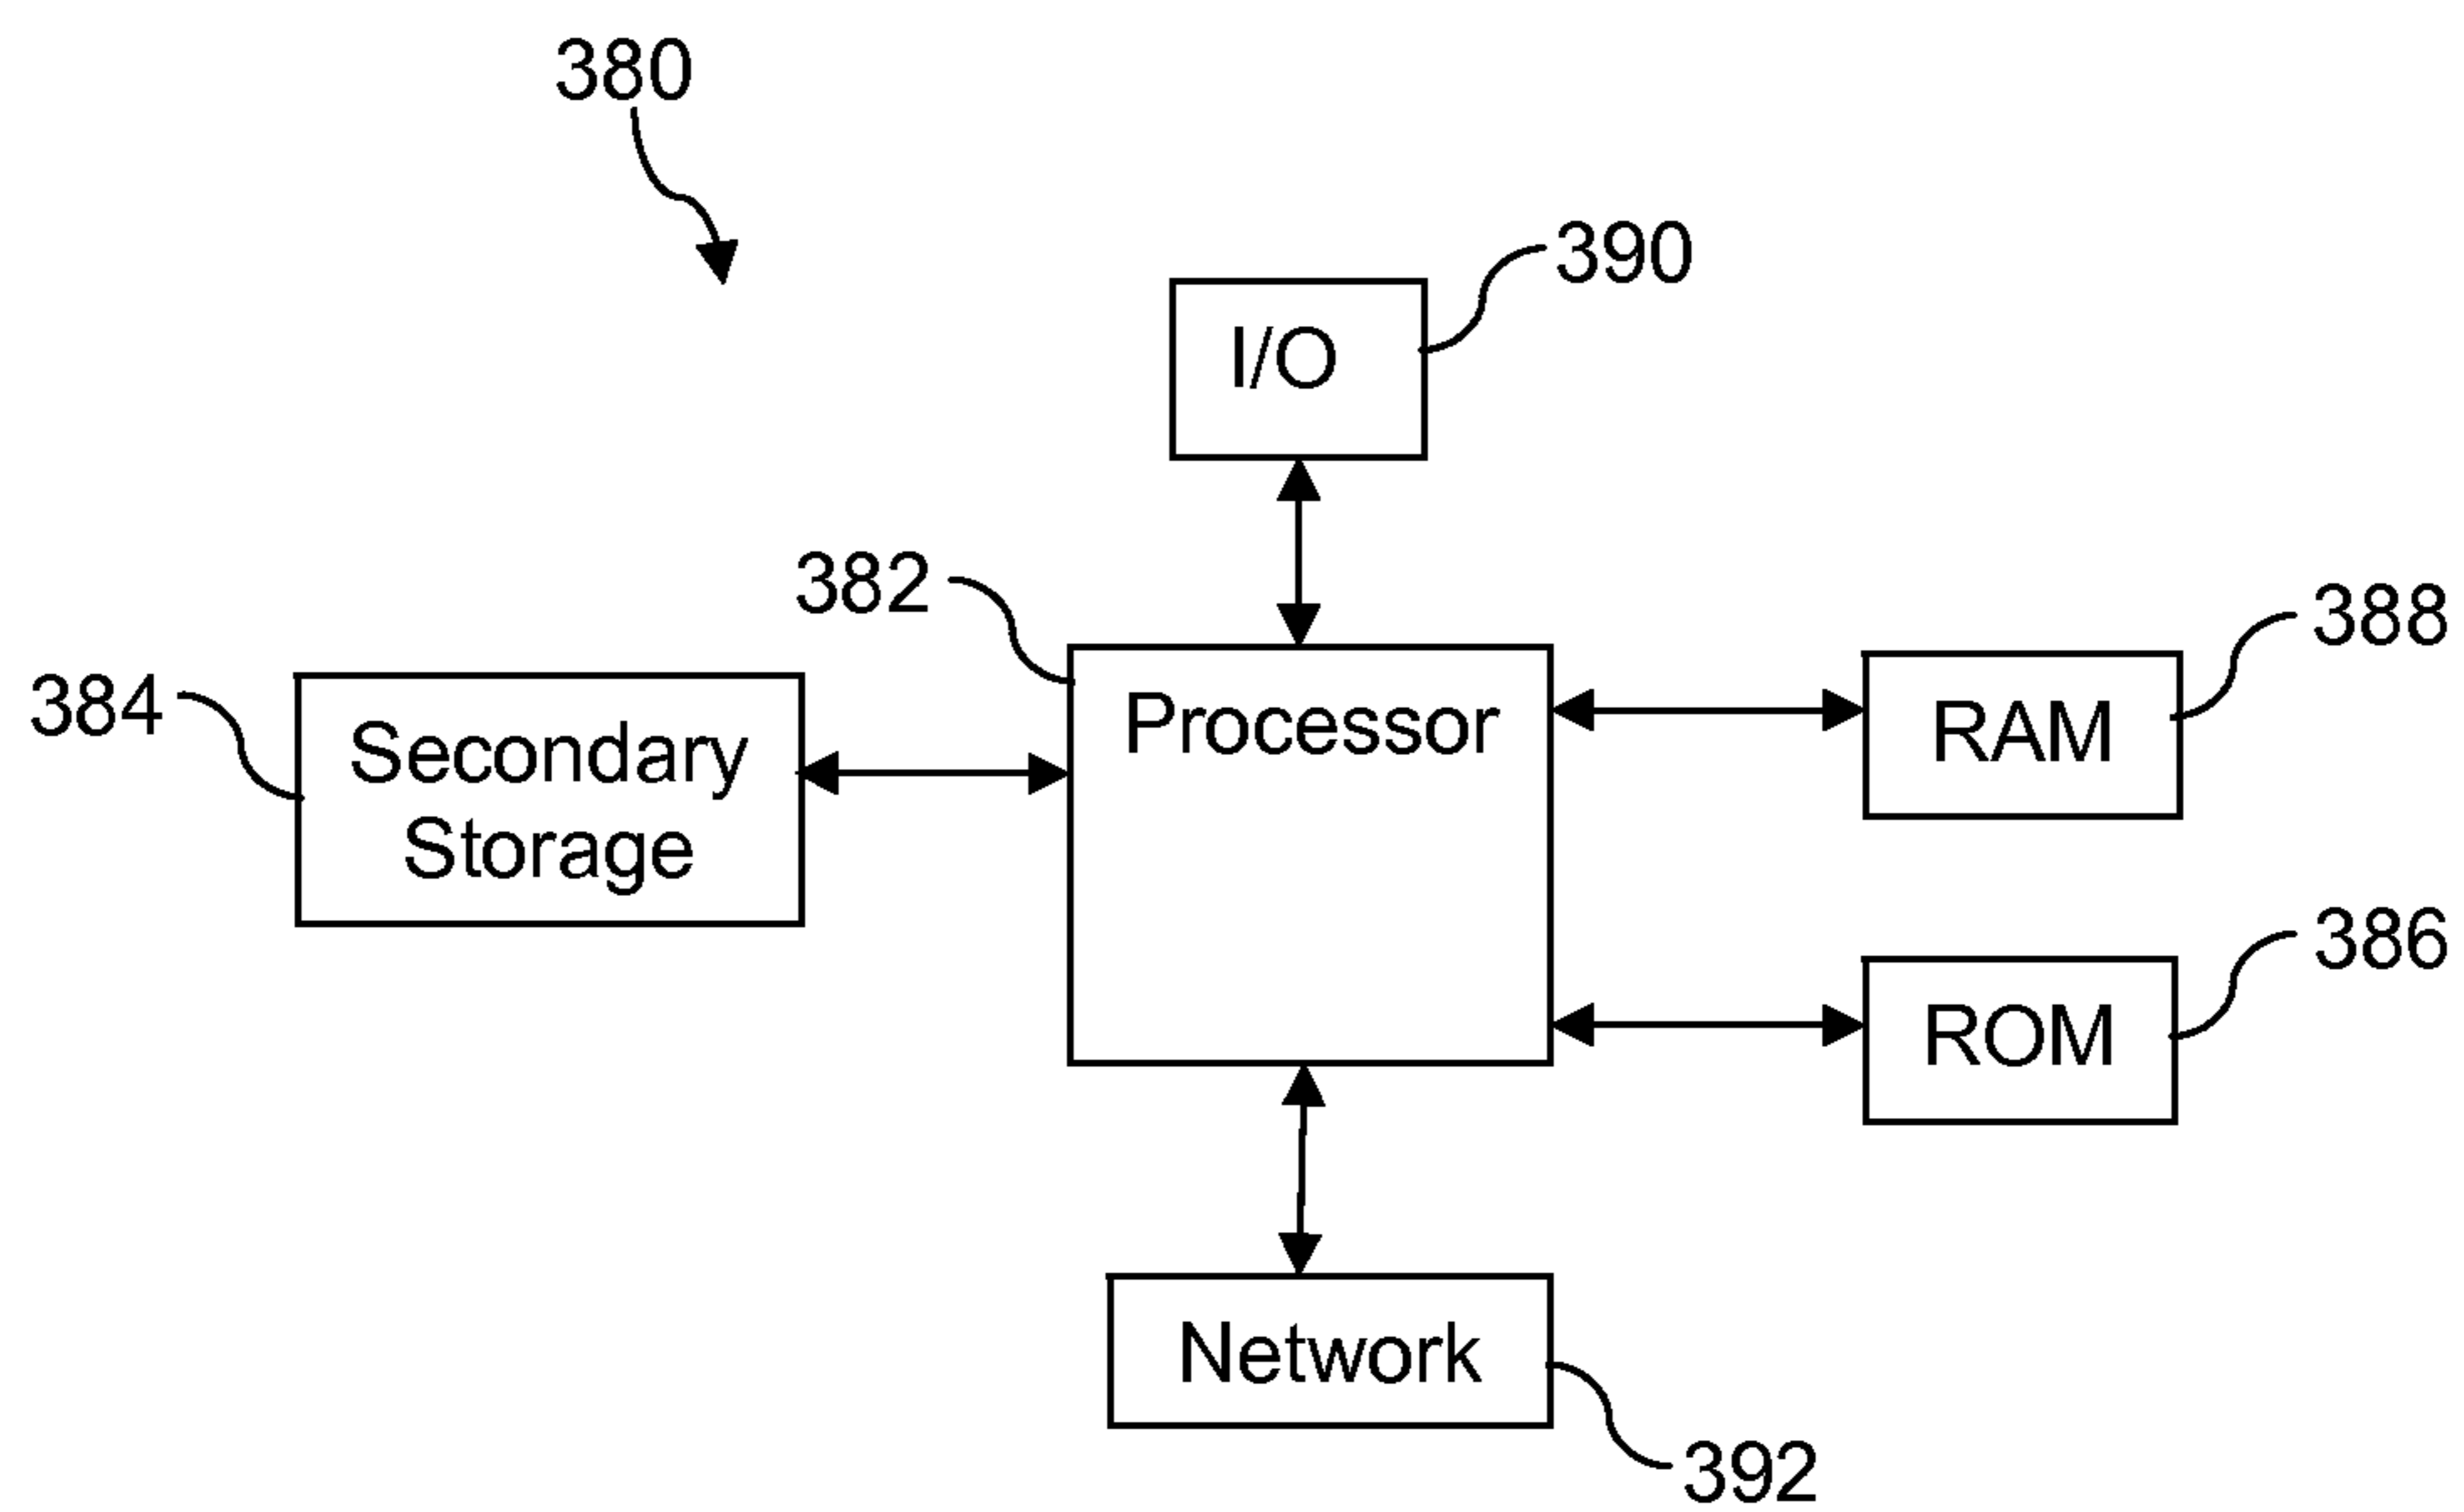 380
390
I/O
382
388
384
Processor
RAM
Secondary
Storage
386
ROM
Network
392